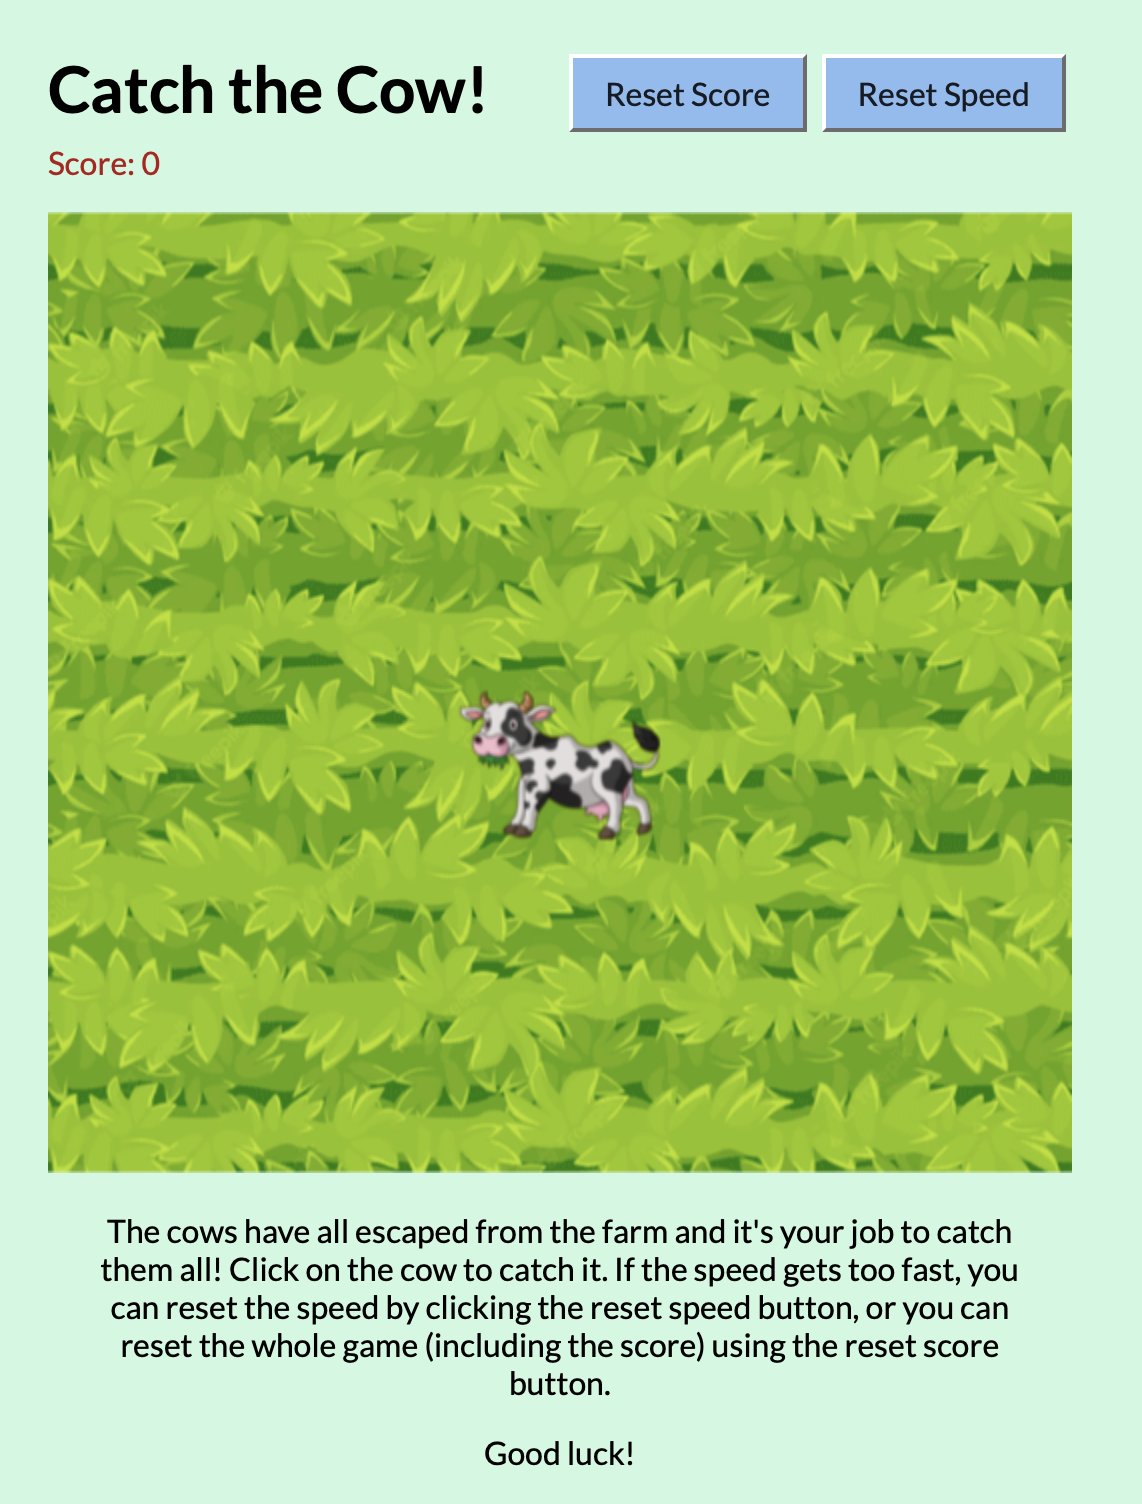 Catch the Cow!
Reset Score
Reset Speed
Score: 0
The cows have all escaped from the farm and it's your job to catch
them all! Click on the cow to catch it. If the speed gets too fast, you
can reset the speed by clicking the reset speed button, or you can
reset the whole game (including the score) using the reset score
button.
Good luck!